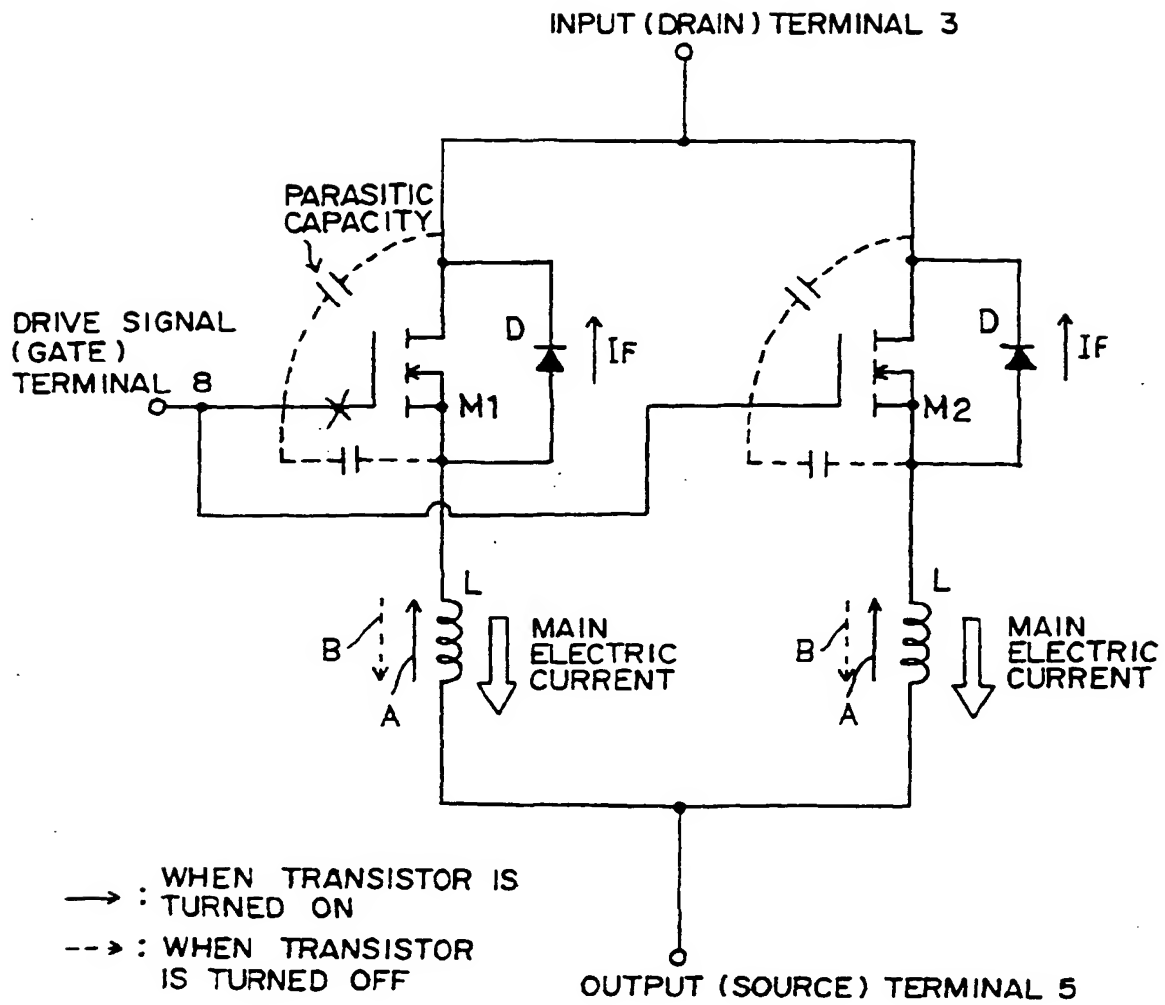 INPUT (DRAIN) TERMINAL 3
PARASITIC
CAPACITY
DRIVE SIGNAL
(GATE)
TERMINAL 8
D
IF
M1
D
IF
M2
L
B
A
MAIN
ELECTRIC
CURRENT
L
B
A
MAIN
ELECTRIC
CURRENT
: WHEN TRANSISTOR IS
TURNED ON
: WHEN TRANSISTOR
IS TURNED OFF
OUTPUT (SOURCE) TERMINAL 5